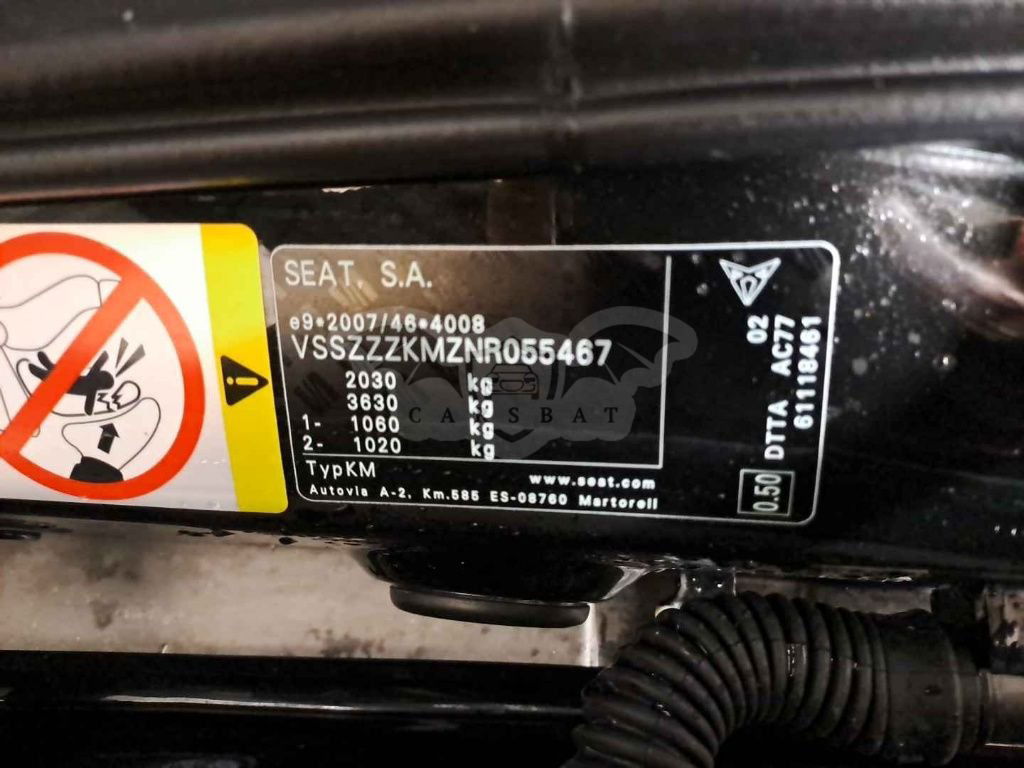 SEAT, S.A.
e9*2007/46*4008
VSSZZZKMZNR055467
2030 kg
3630 kg
1- 1060 kg
2- 1020 kg
TypKM
www.seat.com
Autovia A-2, Km.585 ES-08760 Martorell
02
DTTA AC77
61118461
0.50
CARSBAT